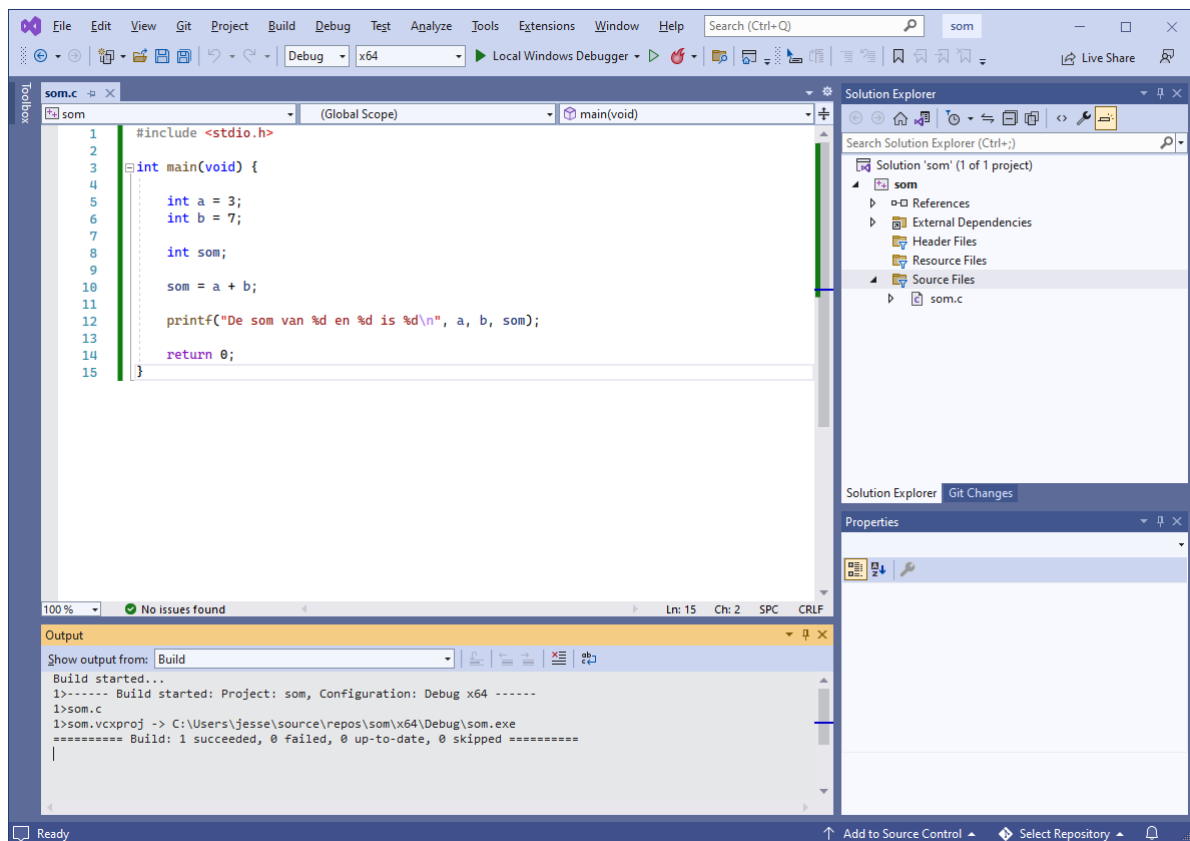 File Edit View Git Project Build Debug Test Analyze Tools Extensions Window Help Search (Ctrl+Q) som
Debug x64 Local Windows Debugger Live Share
Toolbox
som.c
som (Global Scope) main(void)
1 #include <stdio.h>
2
3 int main(void) {
4
5 int a = 3;
6 int b = 7;
7
8 int som;
9
10 som = a + b;
11
12 printf("De som van %d en %d is %d\n", a, b, som);
13
14 return 0;
15 }
100 % No issues found Ln: 15 Ch: 2 SPC CRLF
Output
Show output from: Build
Build started...
1>------ Build started: Project: som, Configuration: Debug x64 ------
1>som.c
1>som.vcxproj -> C:\Users\jesse\source\repos\som\x64\Debug\som.exe
========== Build: 1 succeeded, 0 failed, 0 up-to-date, 0 skipped ==========
Solution Explorer
Search Solution Explorer (Ctrl+;)
Solution 'som' (1 of 1 project)
som
References
External Dependencies
Header Files
Resource Files
Source Files
som.c
Solution Explorer Git Changes
Properties
Ready Add to Source Control Select Repository